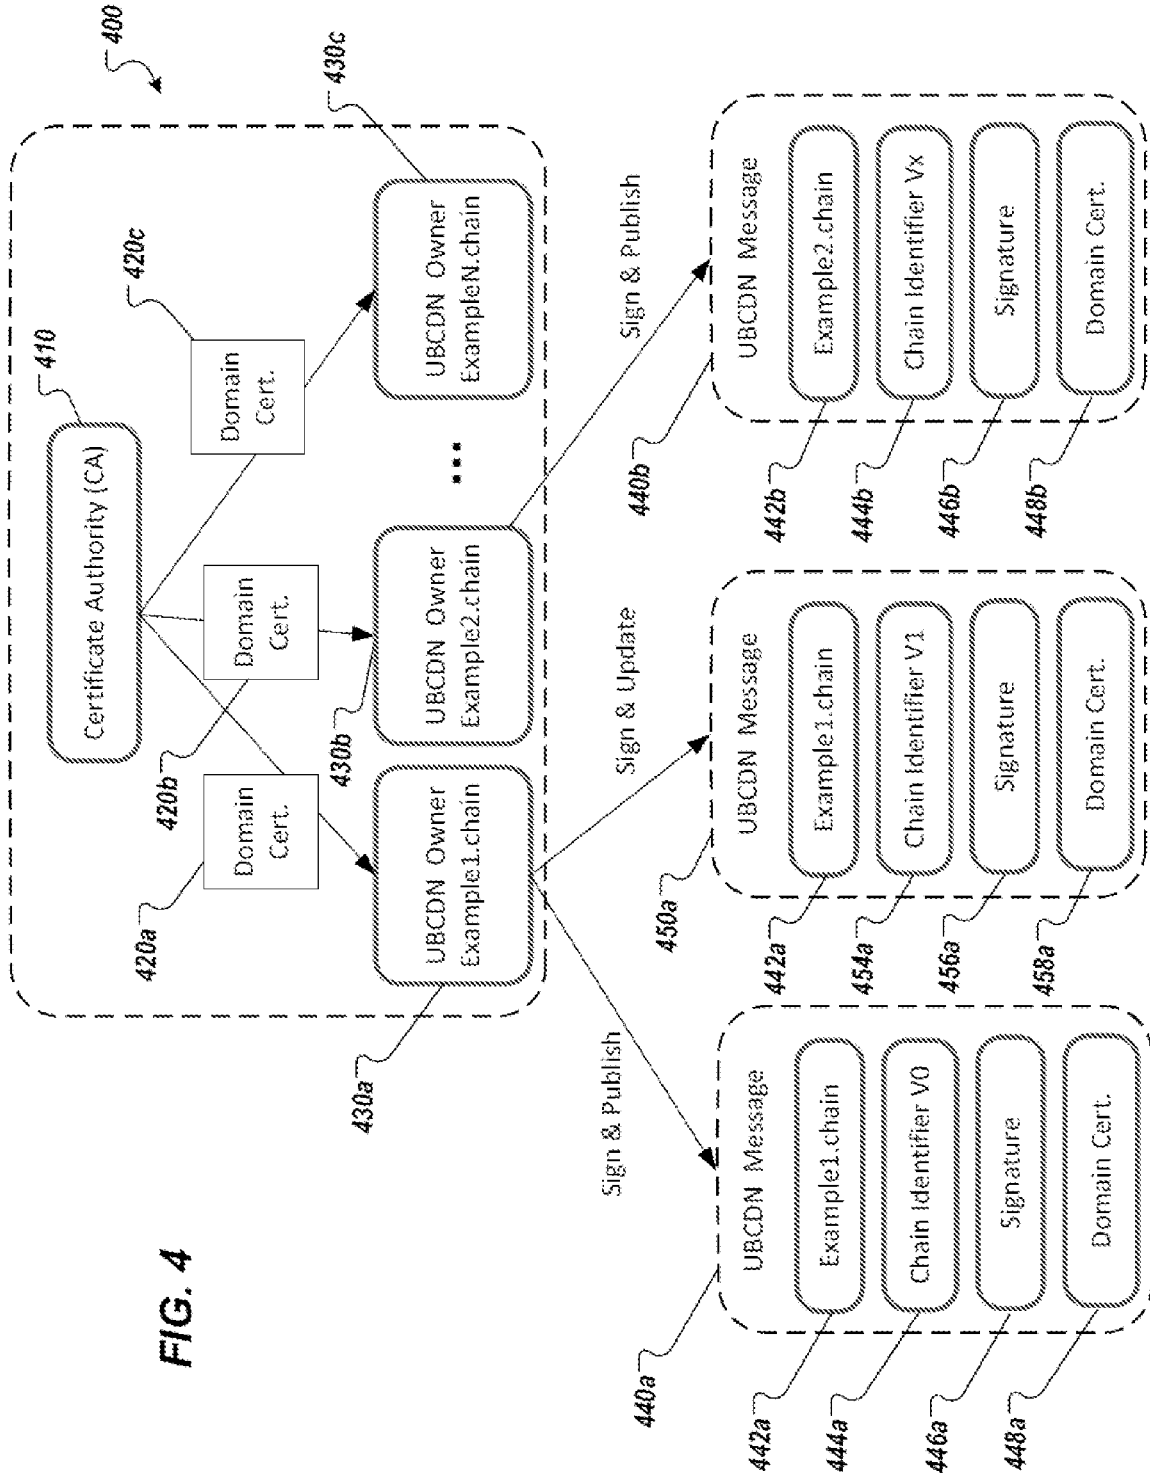 400
410
Certificate Authority (CA)
420a
Domain
Cert.
420b
Domain
Cert.
420c
Domain
Cert.
430a
UBCDN Owner
Example1.chain
430b
UBCDN Owner
Example2.chain
...
430c
UBCDN Owner
ExampleN.chain
Sign & Publish
Sign & Update
Sign & Publish
440a
UBCDN Message
442a
Example1.chain
444a
Chain Identifier V0
446a
Signature
448a
Domain Cert.
450a
UBCDN Message
442a
Example1.chain
454a
Chain Identifier V1
456a
Signature
458a
Domain Cert.
440b
UBCDN Message
442b
Example2.chain
444b
Chain Identifier Vx
446b
Signature
448b
Domain Cert.
FIG. 4